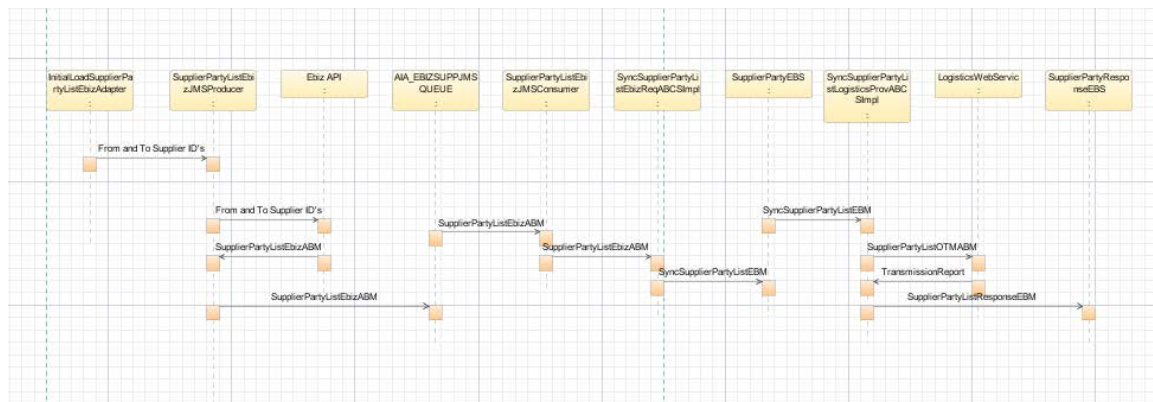 InitialLoadSupplierPa
rtyListEbizAdapter
:
SupplierPartyListEbi
zJMSProducer
:
Ebiz API
:
AIA_EBIZSUPPJMS
QUEUE
:
SupplierPartyListEbi
zJMSConsumer
:
SyncSupplierPartyLi
stEbizReqABCSImpl
:
SupplierPartyEBS
:
SyncSupplierPartyLi
stLogisticsProvABC
SImpl
:
LogisticsWebServic
:
SupplierPartyRespo
nseEBS
:
From and To Supplier ID's
From and To Supplier ID's
SyncSupplierPartyListEBM
SupplierPartyListEbizABM
SupplierPartyListEbizABM
SupplierPartyListEbizABM
SupplierPartyListOTMABM
SyncSupplierPartyListEBM
TransmissionReport
SupplierPartyListEbizABM
SupplierPartyListResponseEBM